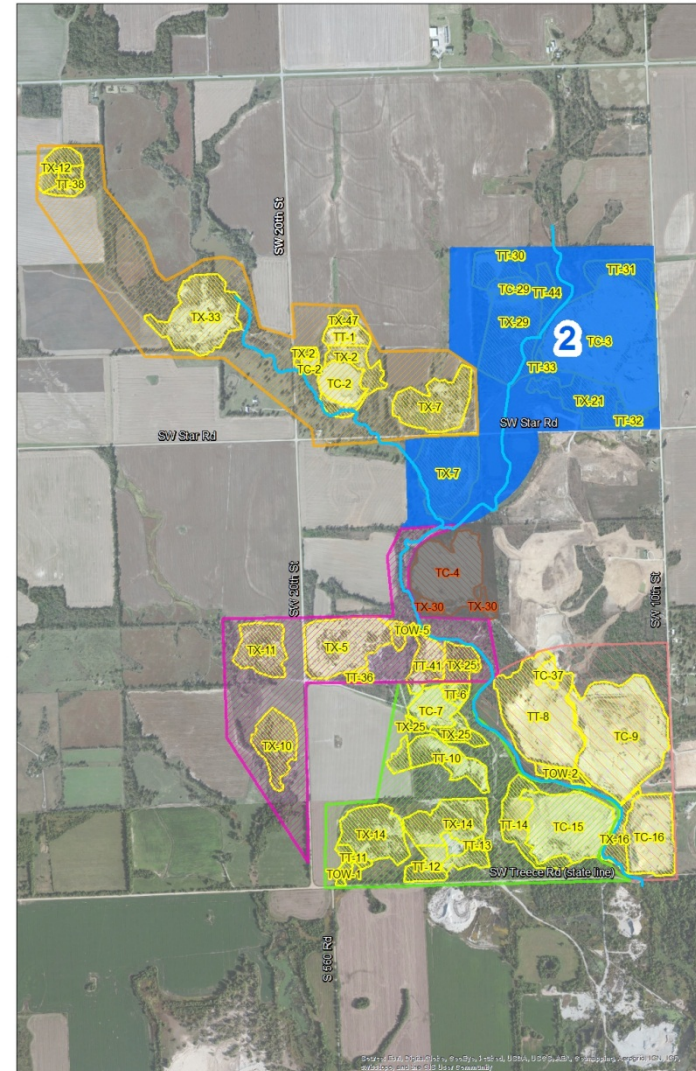 TX-12
TT-38
SW 20th St
TX-33
TX-47
TT-1
TX-2
TX-2
TC-2
TC-2
TX-7
TT-30
TT-31
TC-29
TT-44
TX-29
2
TC-3
TT-33
TX-21
TT-32
SW Star Rd
SW Star Rd
TX-7
TC-4
TX-30
TX-30
SW 20th St
SW 10th St
TOW-5
TX-11
TX-5
TT-41
TX-25
TT-36
TC-37
TT-6
TC-7
TT-8
TC-9
TX-25
TX-25
TX-10
TT-10
TOW-2
TX-14
TX-14
TT-14
TC-15
TX-16
TC-16
TT-13
TT-11
TT-12
TOW-1
SW Treece Rd (state line)
S 560 Rd
User Community